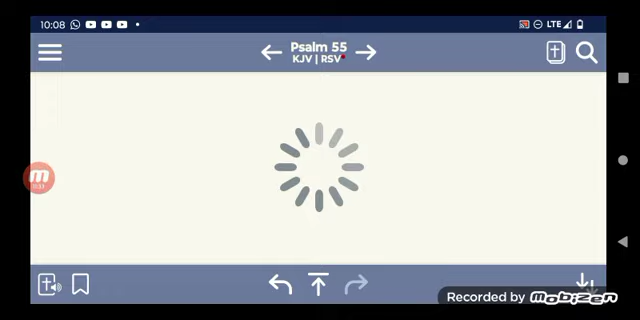 10:08
LTE
Psalm 55
KJV | RSV
Recorded by
mobizen